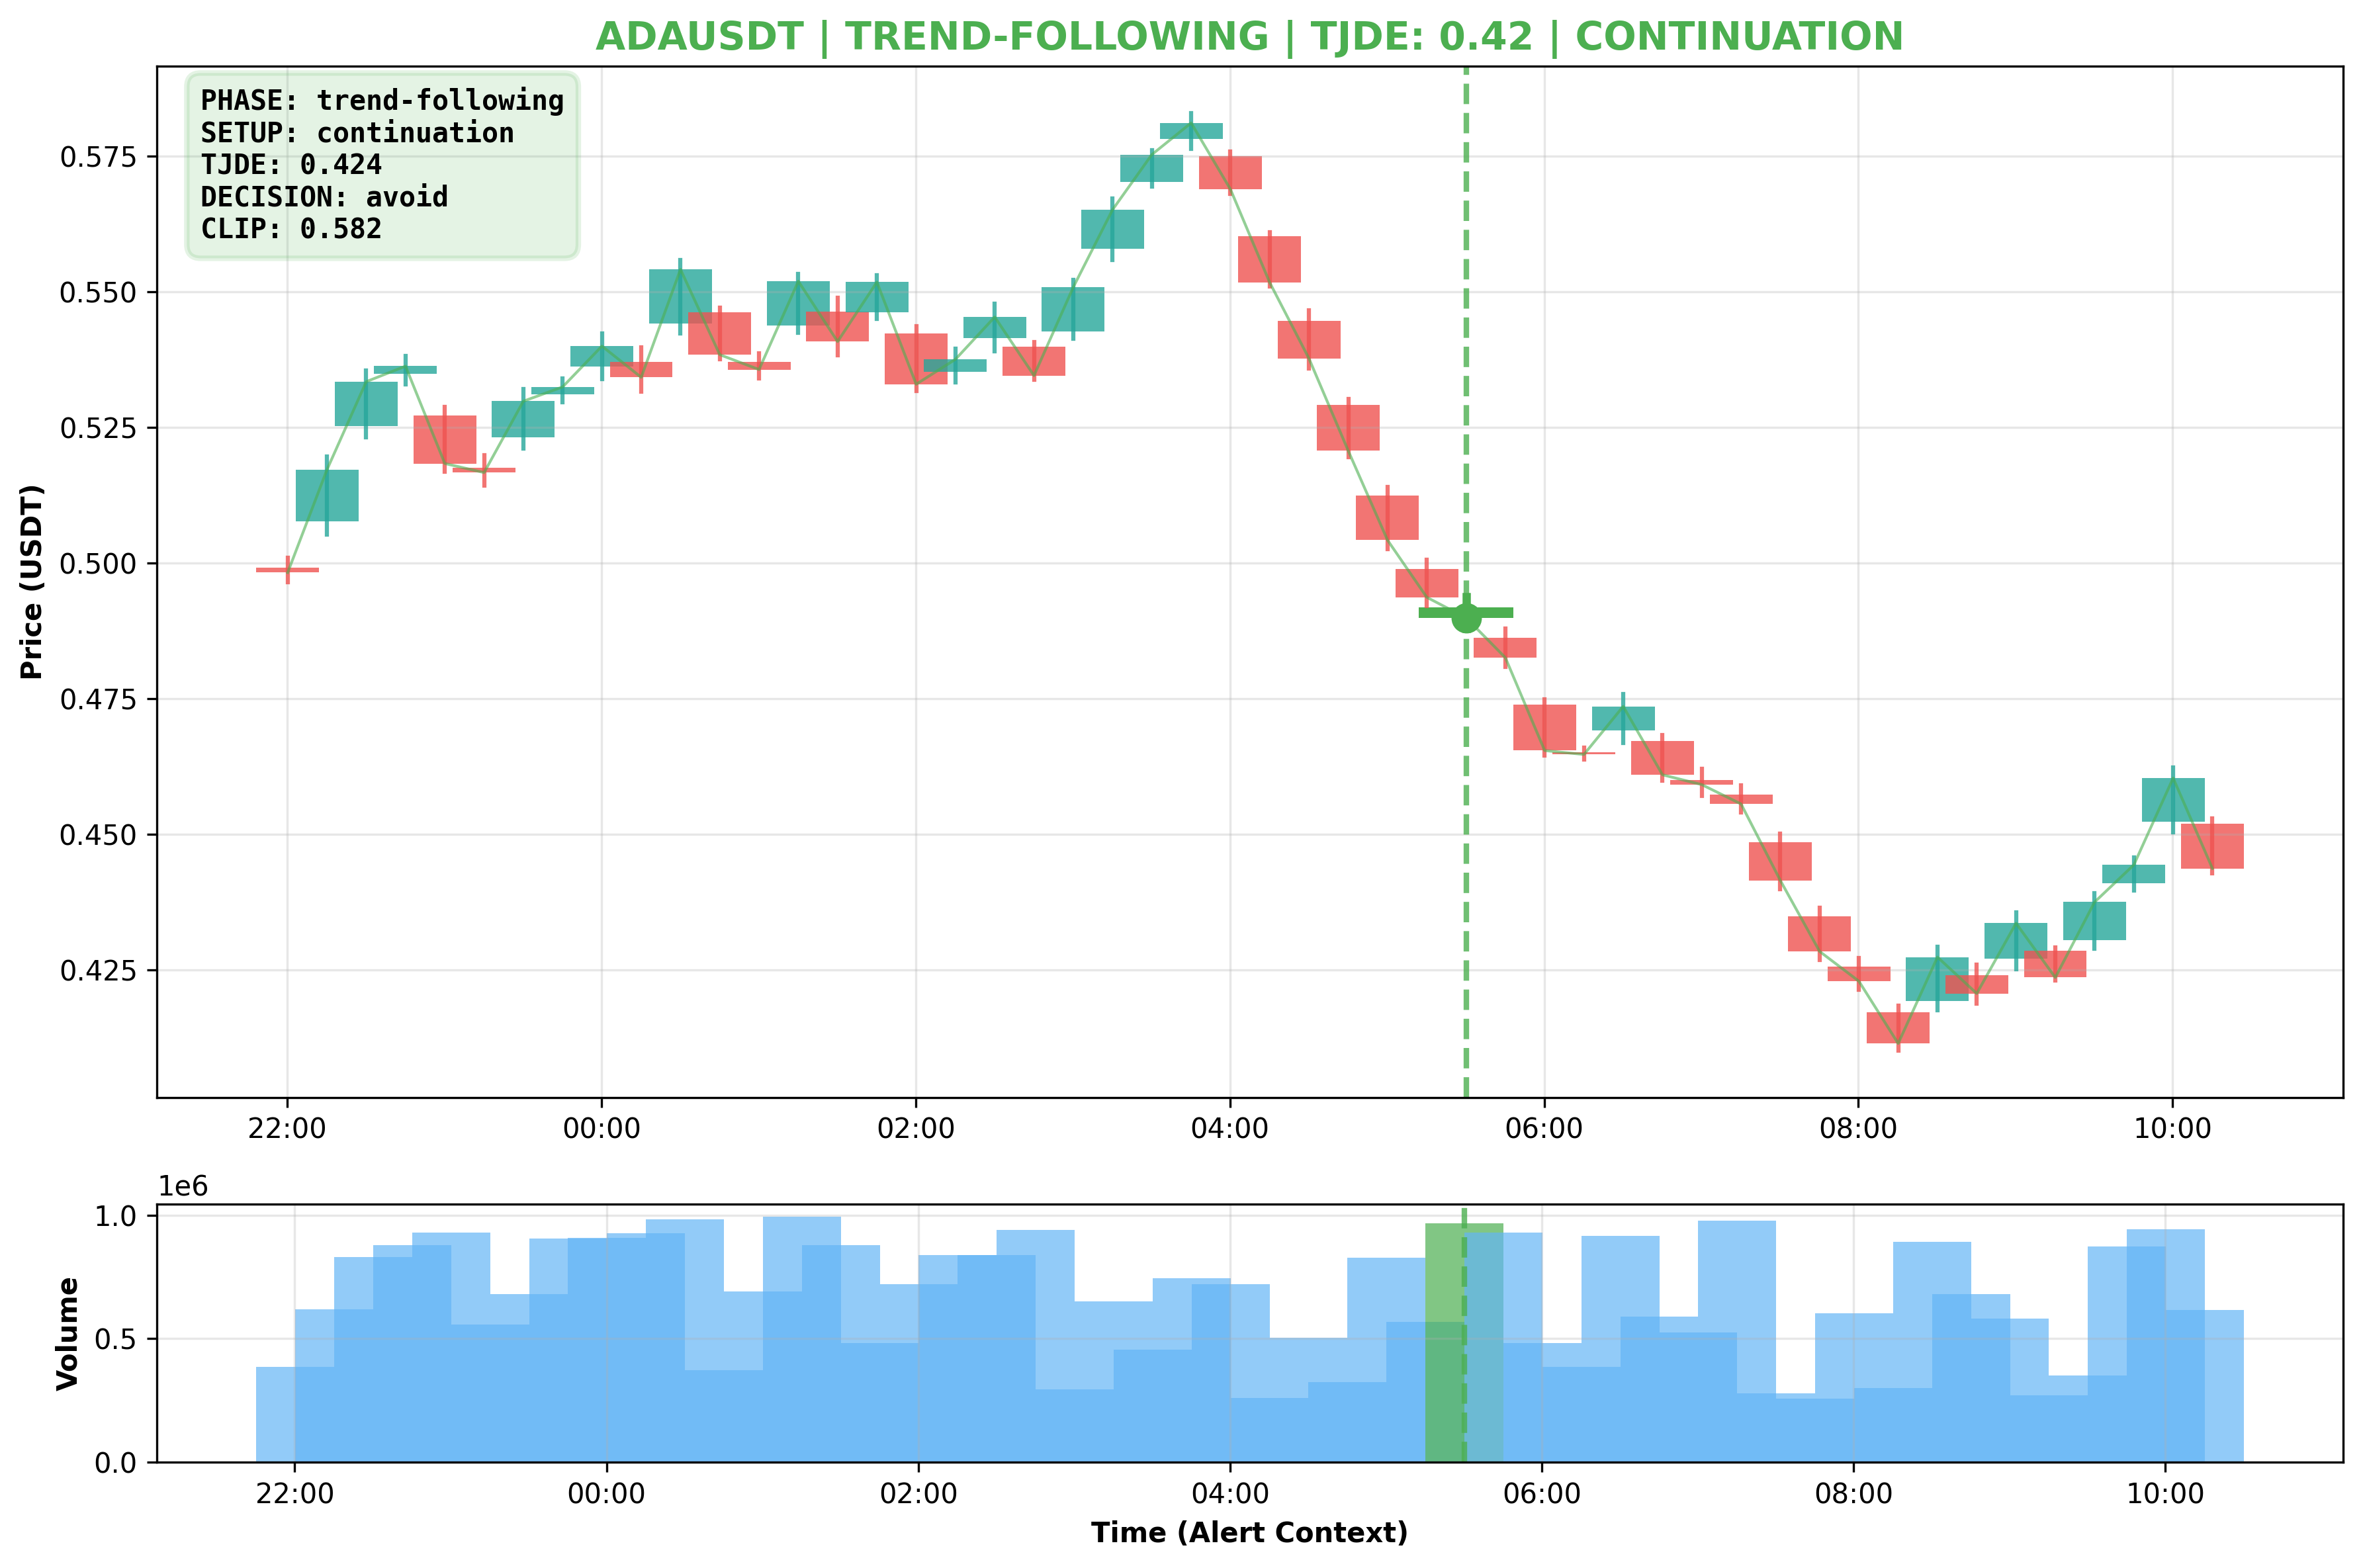 ADAUSDT | TREND-FOLLOWING | TJDE: 0.42 | CONTINUATION
PHASE: trend-following
SETUP: continuation
TJDE: 0.424
DECISION: avoid
CLIP: 0.582
Price (USDT)
0.575
0.550
0.525
0.500
0.475
0.450
0.425
22:00 00:00 02:00 04:00 06:00 08:00 10:00
1e6
Volume
1.0
0.5
0.0
22:00 00:00 02:00 04:00 06:00 08:00 10:00
Time (Alert Context)